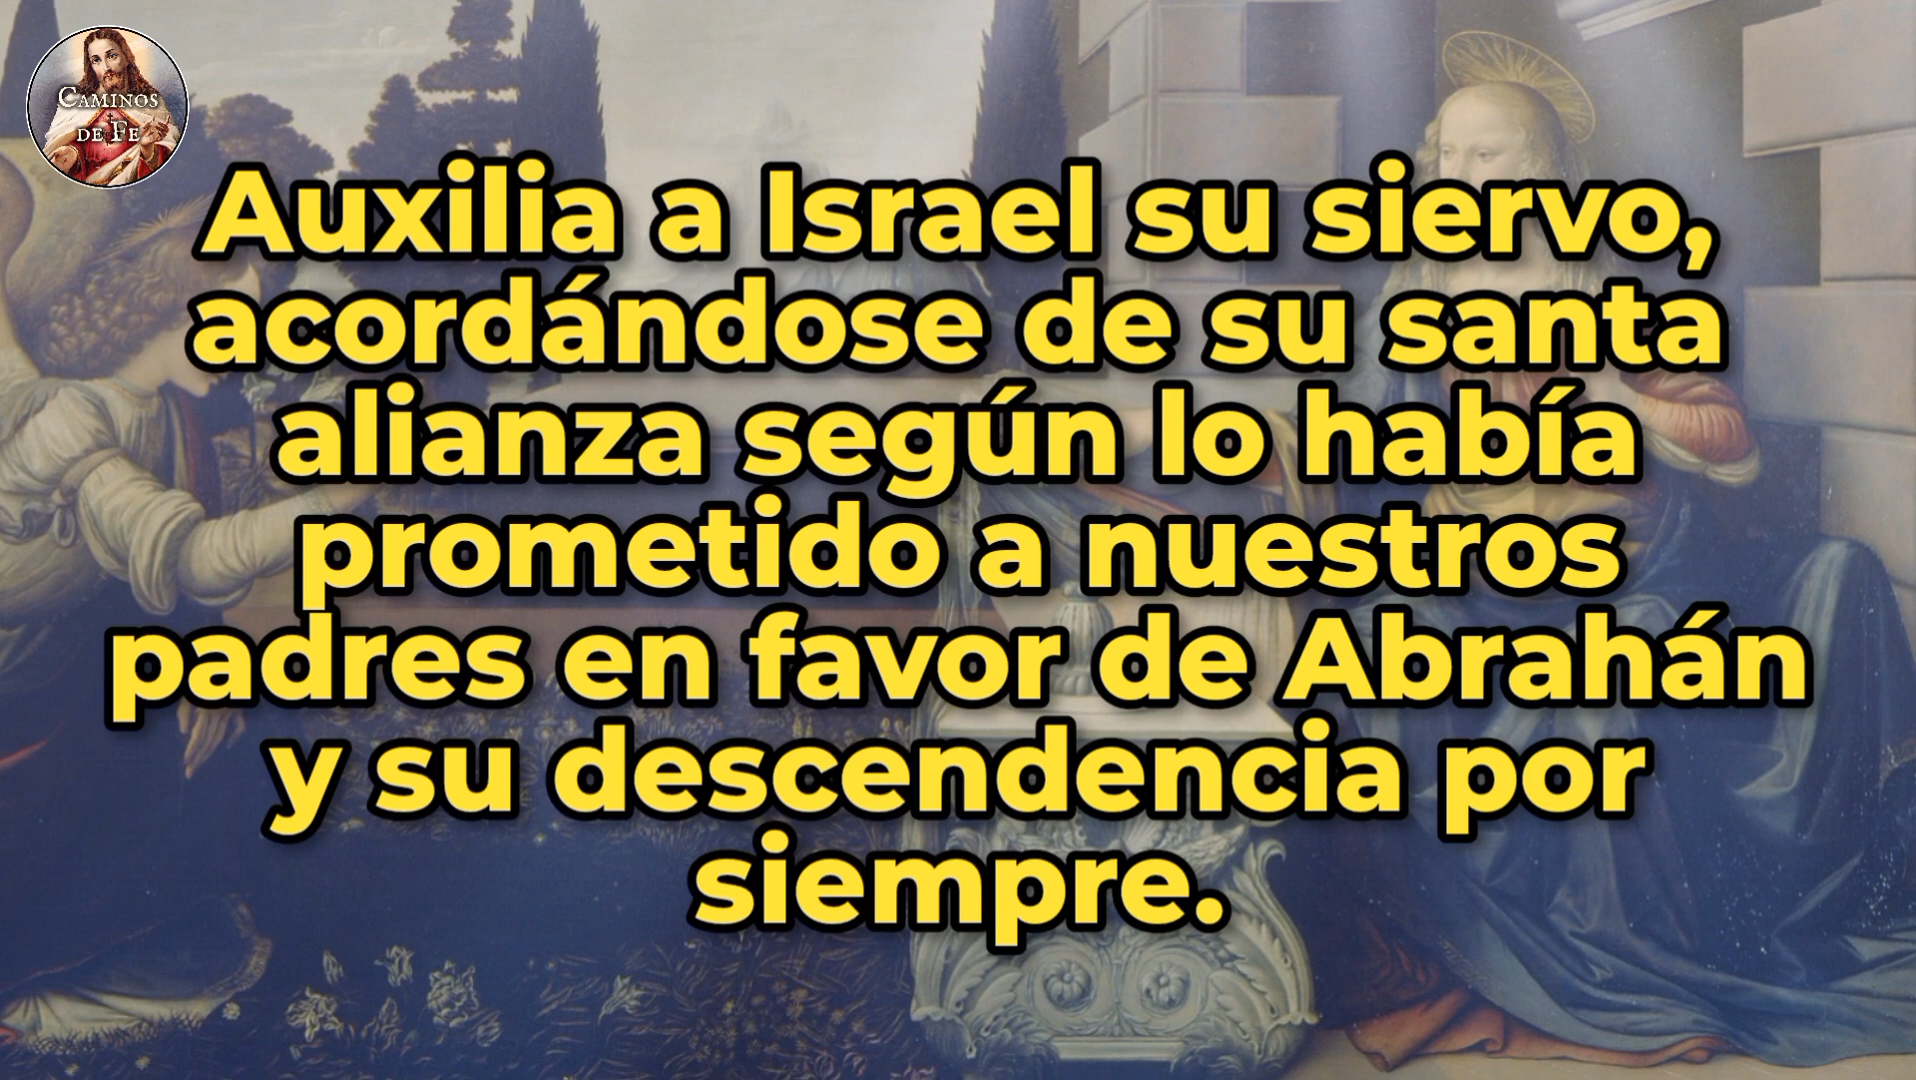 CAMINOS
DE FE
Auxilia a Israel su siervo,
acordándose de su santa
alianza según lo había
prometido a nuestros
padres en favor de Abrahán
y su descendencia por
siempre.